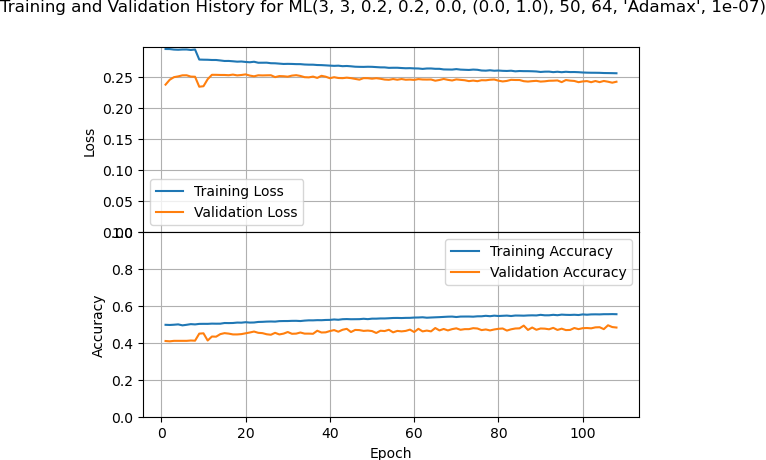 Training and Validation History for ML(3, 3, 0.2, 0.2, 0.0, (0.0, 1.0), 50, 64, 'Adamax', 1e-07)
0.25
0.20
0.15
0.10
0.05
0.00
Loss
Training Loss
Validation Loss
1.0
0.8
0.6
0.4
0.2
0.0
Accuracy
Training Accuracy
Validation Accuracy
0 20 40 60 80 100
Epoch